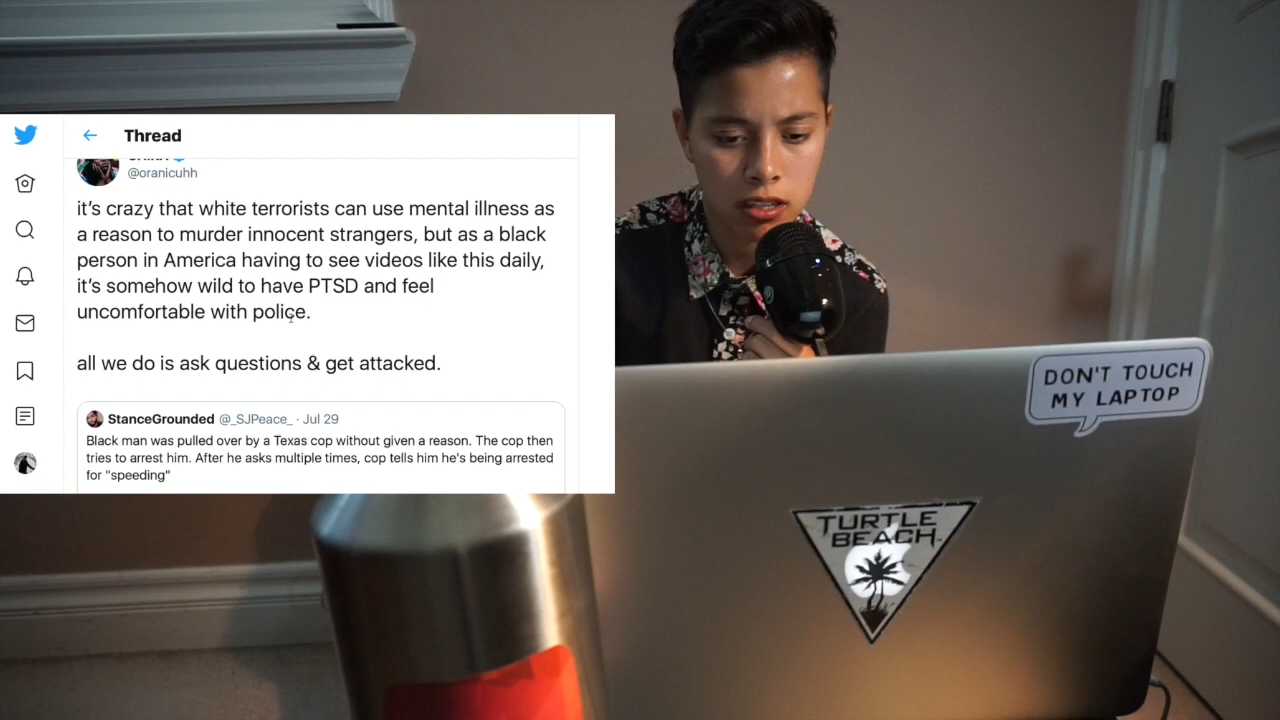 Thread
@oranicuhh
it's crazy that white terrorists can use mental illness as
a reason to murder innocent strangers, but as a black
person in America having to see videos like this daily,
it's somehow wild to have PTSD and feel
uncomfortable with police.
all we do is ask questions & get attacked.
StanceGrounded @_SJPeace_ · Jul 29
Black man was pulled over by a Texas cop without given a reason. The cop then
tries to arrest him. After he asks multiple times, cop tells him he's being arrested
for "speeding"
DON'T TOUCH
MY LAPTOP
TURTLE
BEACH